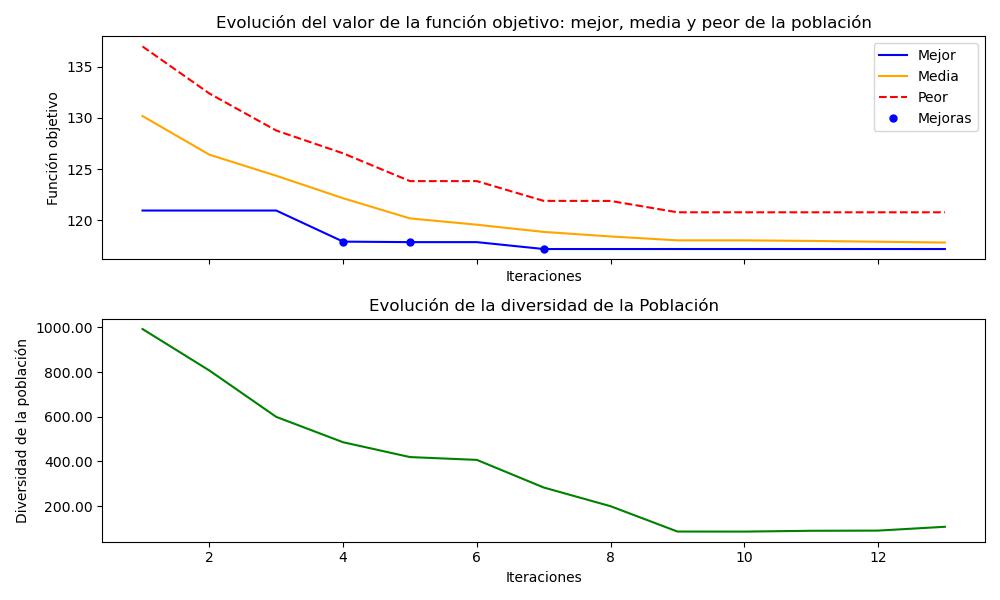 Evolución del valor de la función objetivo: mejor, media y peor de la población
135
130
125
120
Función objetivo
Mejor
Media
Peor
Mejoras
Iteraciones
Evolución de la diversidad de la Población
1000.00
800.00
600.00
400.00
200.00
Diversidad de la población
2 4 6 8 10 12
Iteraciones